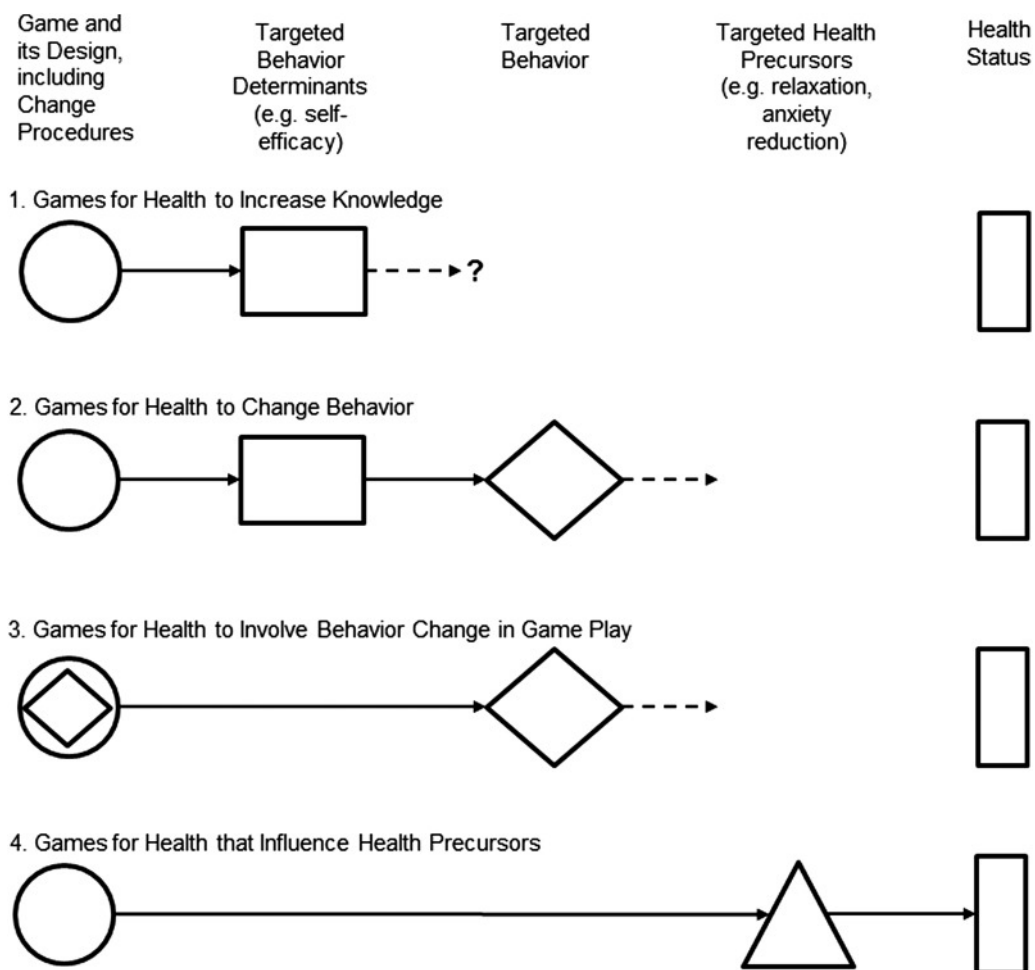 Game and
its Design,
including
Change
Procedures
Targeted
Behavior
Determinants
(e.g. self-
efficacy)
Targeted
Behavior
Targeted Health
Precursors
(e.g. relaxation,
anxiety
reduction)
Health
Status
1. Games for Health to Increase Knowledge
?
2. Games for Health to Change Behavior
3. Games for Health to Involve Behavior Change in Game Play
4. Games for Health that Influence Health Precursors